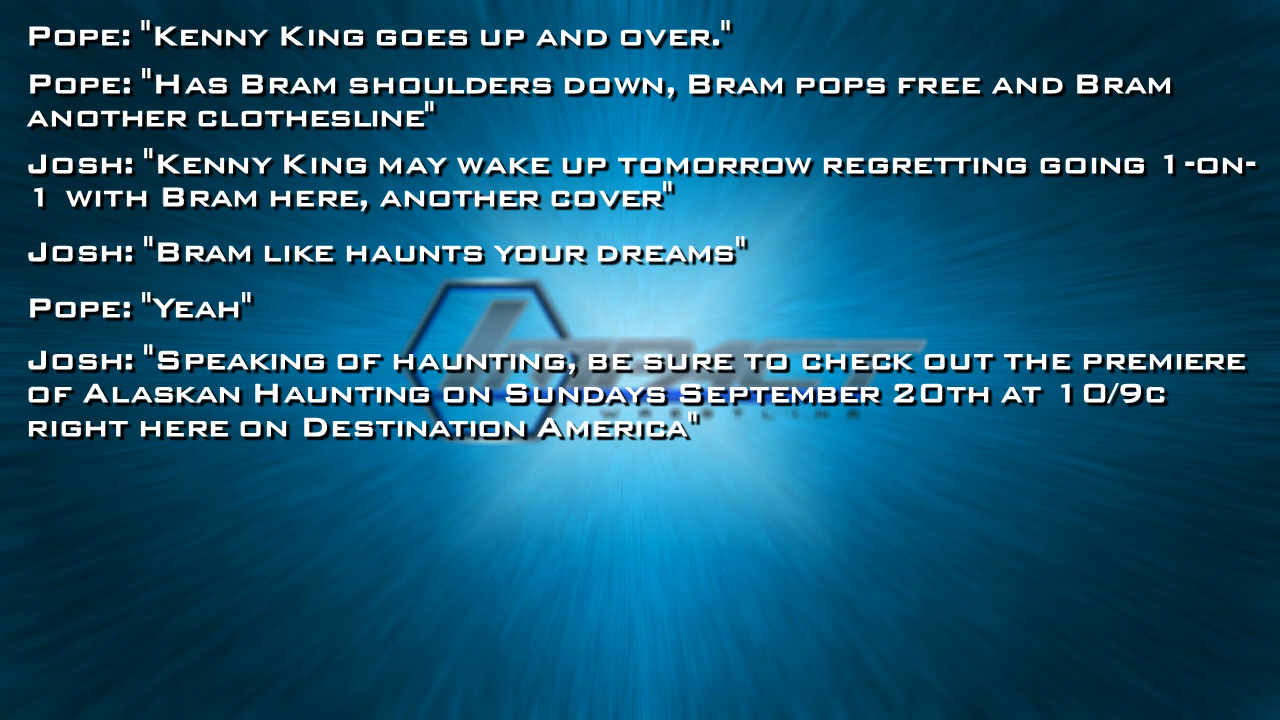 Pope: "Kenny King goes up and over."
Pope: "Has Bram shoulders down, Bram pops free and Bram
another clothesline"
Josh: "Kenny King may wake up tomorrow regretting going 1-on-
1 with Bram here, another cover"
Josh: "Bram like haunts your dreams"
Pope: "Yeah"
Josh: "Speaking of haunting, be sure to check out the premiere
of Alaskan Haunting on Sundays September 20th at 10/9c
right here on Destination America"
IMPACT
WRESTLING